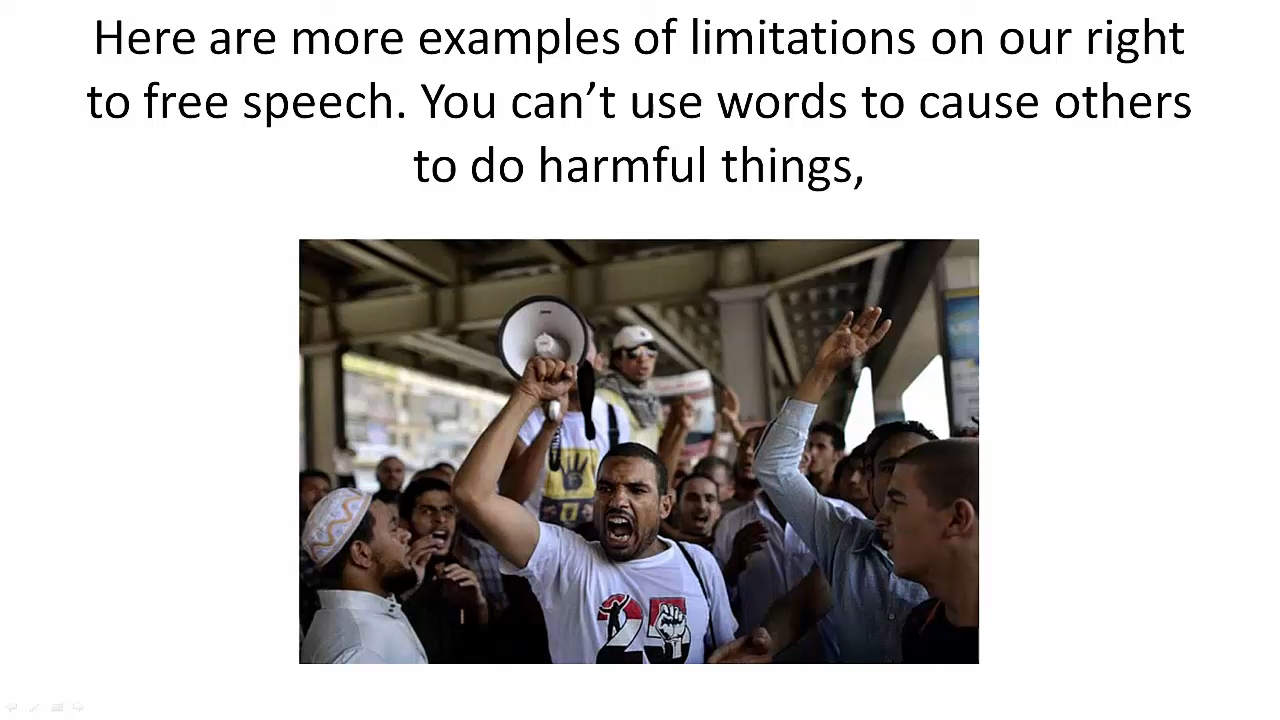 Here are more examples of limitations on our right
to free speech. You can’t use words to cause others
to do harmful things,
25